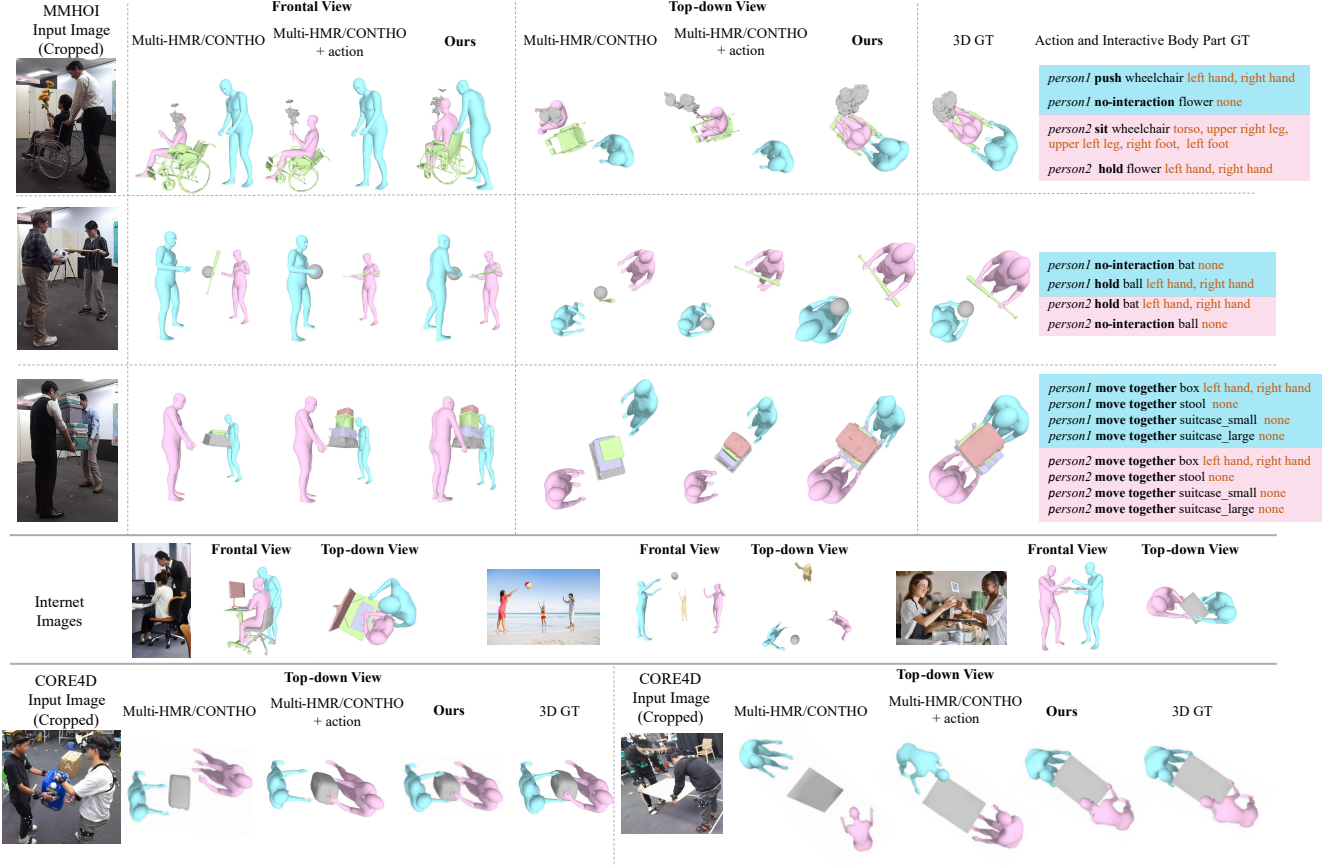 MMHOI
Input Image
(Cropped)
Frontal View
Top-down View
Multi-HMR/CONTHO
Multi-HMR/CONTHO
+ action
Ours
Multi-HMR/CONTHO
Multi-HMR/CONTHO
+ action
Ours
3D GT
Action and Interactive Body Part GT
person1 push wheelchair left hand, right hand
person1 no-interaction flower none
person2 sit wheelchair torso, upper right leg,
upper left leg, right foot, left foot
person2 hold flower left hand, right hand
person1 no-interaction bat none
person1 hold ball left hand, right hand
person2 hold bat left hand, right hand
person2 no-interaction ball none
person1 move together box left hand, right hand
person1 move together stool none
person1 move together suitcase_small none
person1 move together suitcase_large none
person2 move together box left hand, right hand
person2 move together stool none
person2 move together suitcase_small none
person2 move together suitcase_large none
Internet
Images
Frontal View
Top-down View
Frontal View
Top-down View
Frontal View
Top-down View
CORE4D
Input Image
(Cropped)
Top-down View
Multi-HMR/CONTHO
Multi-HMR/CONTHO
+ action
Ours
3D GT
CORE4D
Input Image
(Cropped)
Top-down View
Multi-HMR/CONTHO
Multi-HMR/CONTHO
+ action
Ours
3D GT